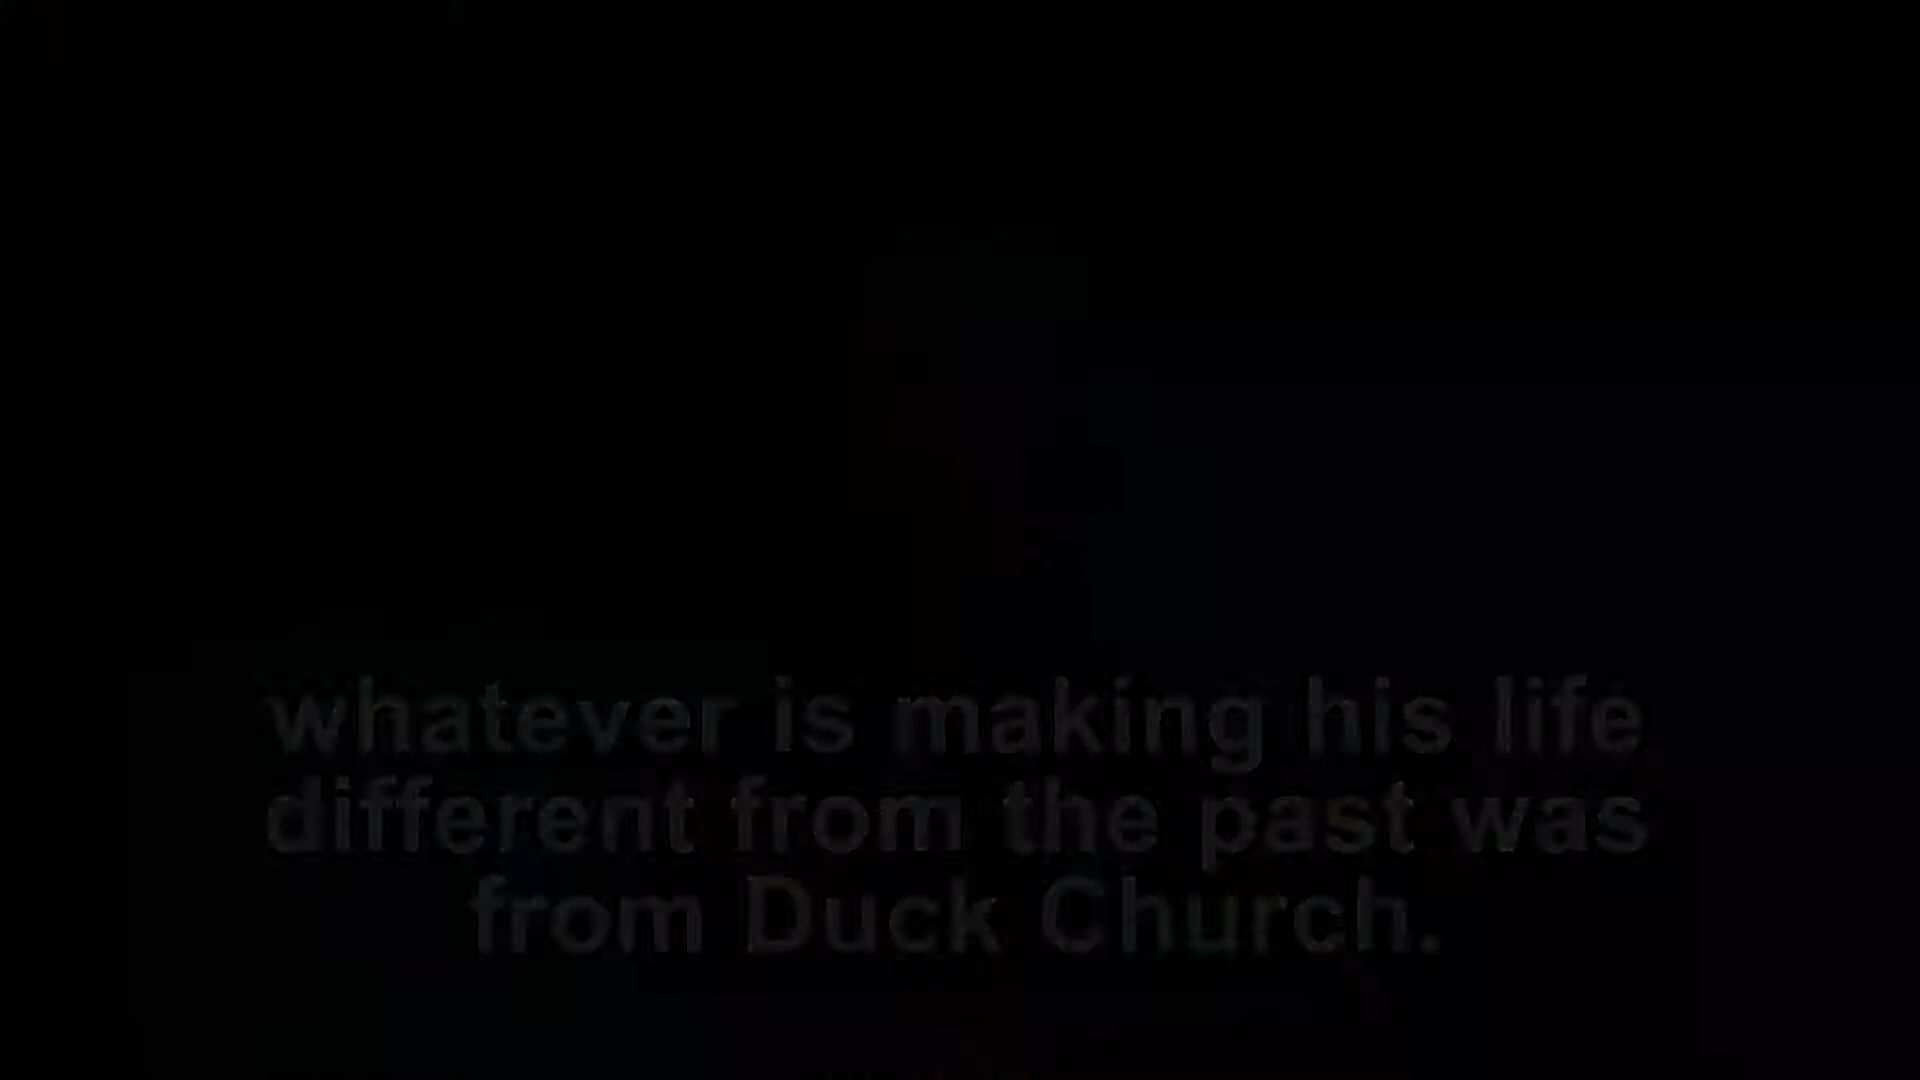 whatever is making his life
different from the past was
from Duck Church.